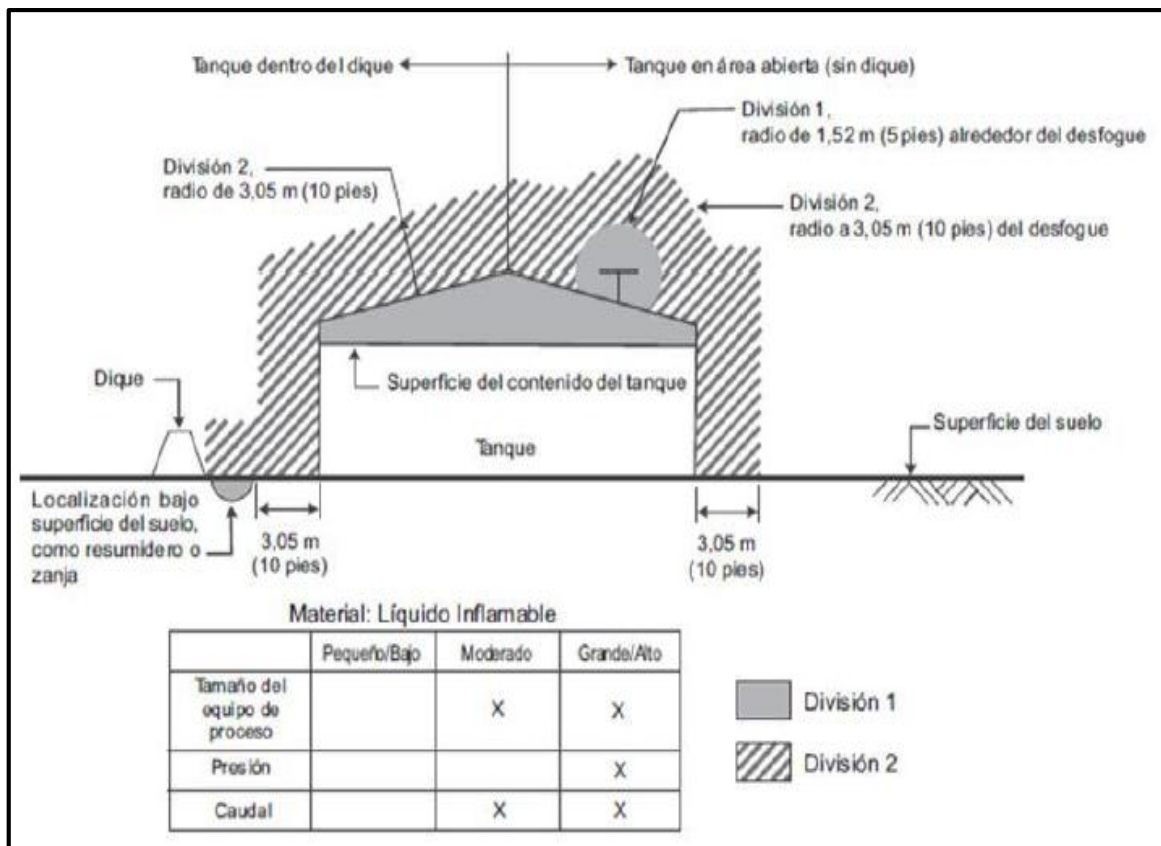 Tanque dentro del dique
Tanque en área abierta (sin dique)
División 1,
radio de 1,52 m (5 pies) alrededor del desfogue
División 2,
radio de 3,05 m (10 pies)
División 2,
radio a 3,05 m (10 pies) del desfogue
Dique
Superficie del contenido del tanque
Tanque
Superficie del suelo
Localización bajo
superficie del suelo,
como resumidero o
zanja
3,05 m
(10 pies)
3,05 m
(10 pies)
Material: Líquido Inflamable
Pequeño/Bajo Moderado Grande/Alto
Tamaño del
equipo de
proceso
X X
Presión X
Caudal X X
División 1
División 2